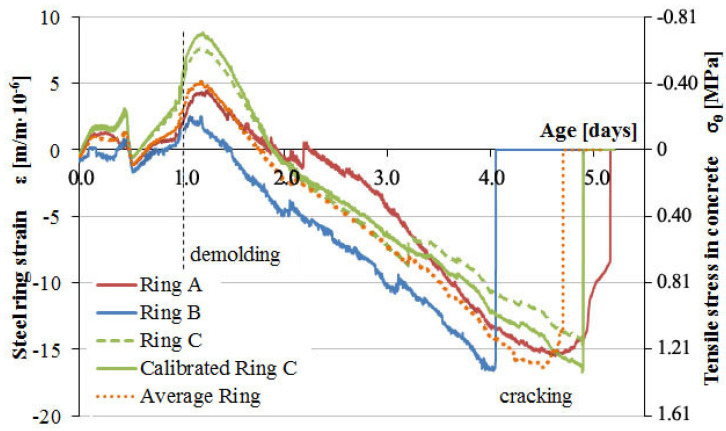 Steel ring strain ε [m/m·10⁻⁶]
10
5
0
-5
-10
-15
-20
-0.81
-0.40
0
0.40
0.81
1.21
1.61
Tensile stress in concrete σθ [MPa]
Age [days]
0.0
1.0
2.0
3.0
4.0
5.0
demolding
Ring A
Ring B
Ring C
Calibrated Ring C
Average Ring
cracking